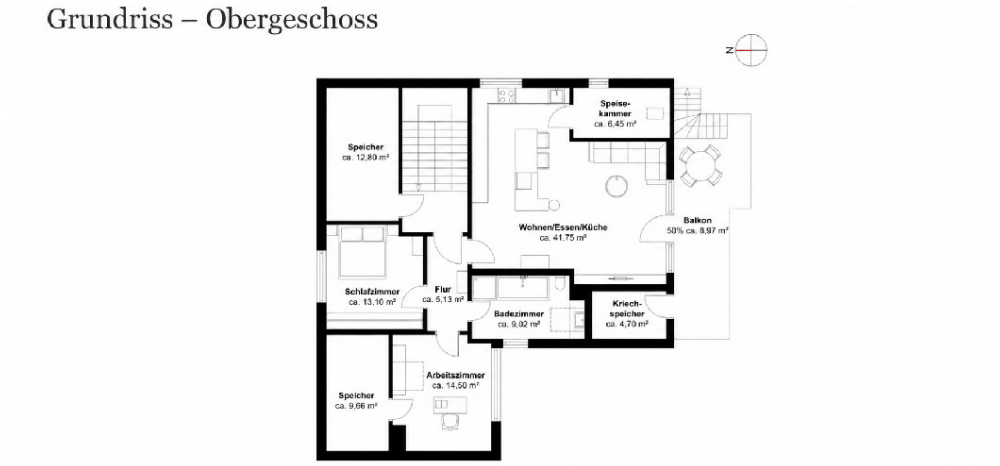 Grundriss – Obergeschoss
N
Speise-
kammer
ca. 6,45 m²
Speicher
ca. 12,80 m²
Wohnen/Essen/Küche
ca. 41,75 m²
Balkon
50% ca. 8,97 m²
Schlafzimmer
ca. 13,10 m²
Flur
ca. 5,13 m²
Badezimmer
ca. 9,02 m²
Kriech-
speicher
ca. 4,70 m²
Arbeitszimmer
ca. 14,50 m²
Speicher
ca. 9,66 m²